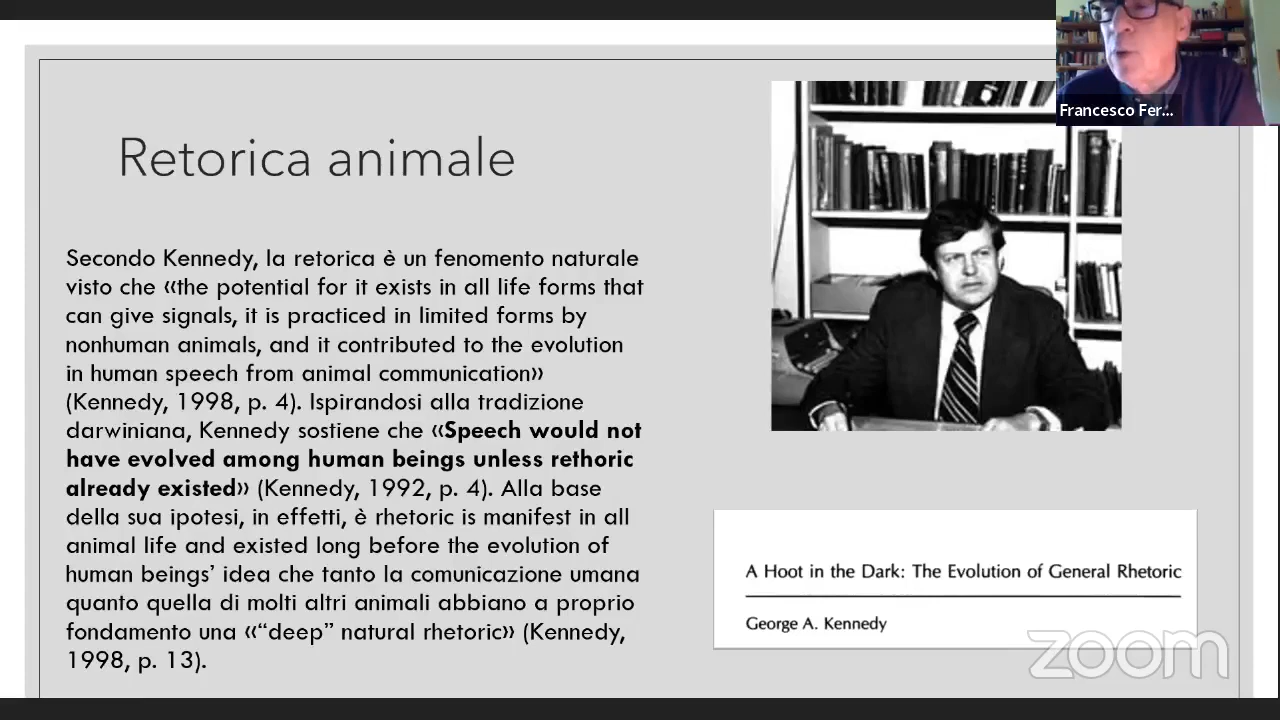 Francesco Fer...
Retorica animale
Secondo Kennedy, la retorica è un fenomento naturale
visto che «the potential for it exists in all life forms that
can give signals, it is practiced in limited forms by
nonhuman animals, and it contributed to the evolution
in human speech from animal communication»
(Kennedy, 1998, p. 4). Ispirandosi alla tradizione
darwiniana, Kennedy sostiene che «Speech would not
have evolved among human beings unless rethoric
already existed» (Kennedy, 1992, p. 4). Alla base
della sua ipotesi, in effetti, è rhetoric is manifest in all
animal life and existed long before the evolution of
human beings’ idea che tanto la comunicazione umana
quanto quella di molti altri animali abbiano a proprio
fondamento una «“deep” natural rhetoric» (Kennedy,
1998, p. 13).
A Hoot in the Dark: The Evolution of General Rhetoric
George A. Kennedy
zoom